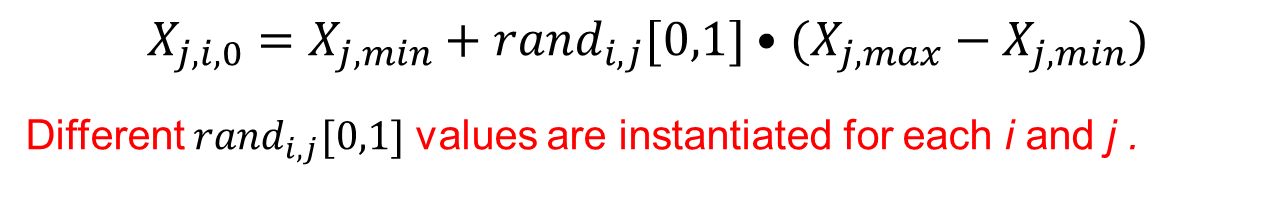 X_{j,i,0} = X_{j,min} + rand_{i,j}[0,1] • (X_{j,max} − X_{j,min})
Different rand_{i,j}[0,1] values are instantiated for each i and j .